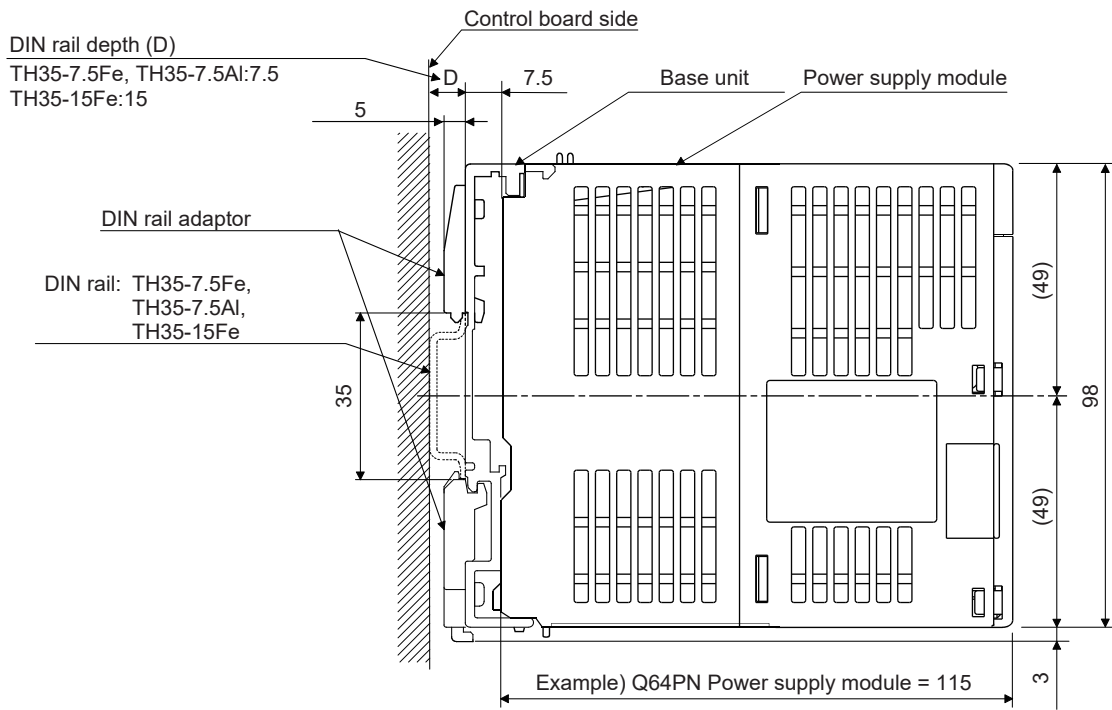 Control board side
DIN rail depth (D)
TH35-7.5Fe, TH35-7.5Al:7.5
TH35-15Fe:15
D
7.5
Base unit
Power supply module
5
DIN rail adaptor
DIN rail: TH35-7.5Fe,
TH35-7.5Al,
TH35-15Fe
35
(49)
98
(49)
3
Example) Q64PN Power supply module = 115